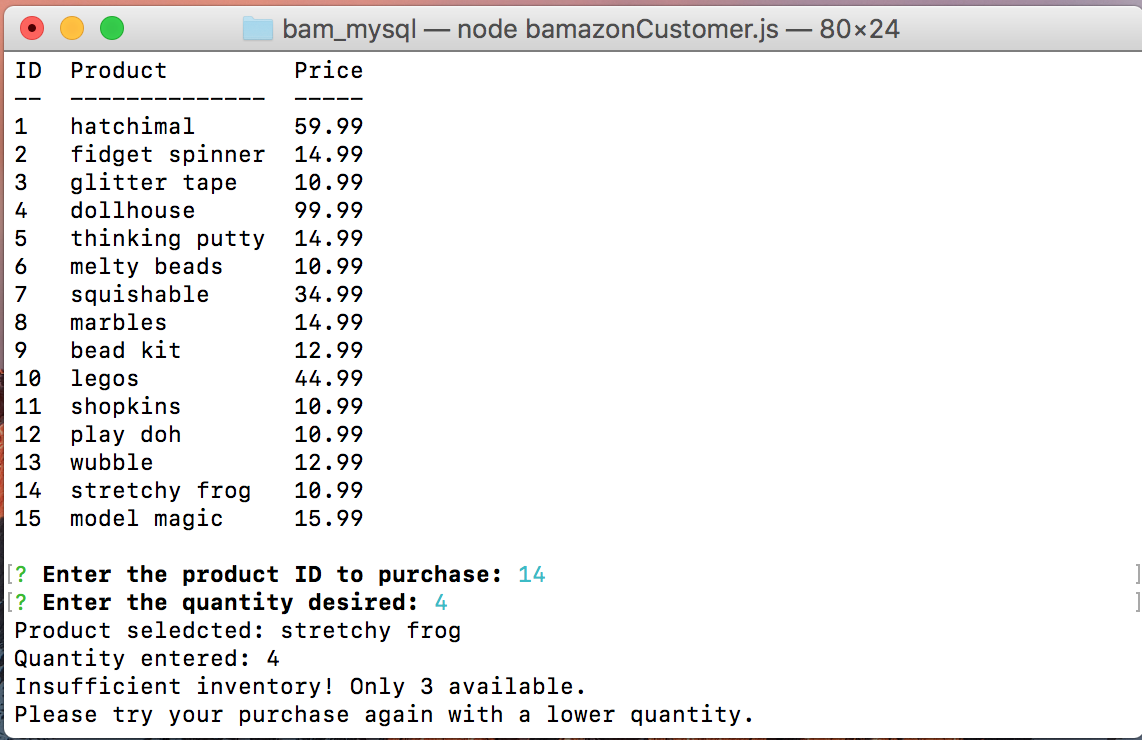 bam_mysql — node bamazonCustomer.js — 80×24
ID  Product         Price
--  --------------  -----
1   hatchimal       59.99
2   fidget spinner  14.99
3   glitter tape    10.99
4   dollhouse       99.99
5   thinking putty  14.99
6   melty beads     10.99
7   squishable      34.99
8   marbles         14.99
9   bead kit        12.99
10  legos           44.99
11  shopkins        10.99
12  play doh        10.99
13  wubble          12.99
14  stretchy frog   10.99
15  model magic     15.99
[? Enter the product ID to purchase: 14 ]
[? Enter the quantity desired: 4 ]
Product seledcted: stretchy frog
Quantity entered: 4
Insufficient inventory! Only 3 available.
Please try your purchase again with a lower quantity.